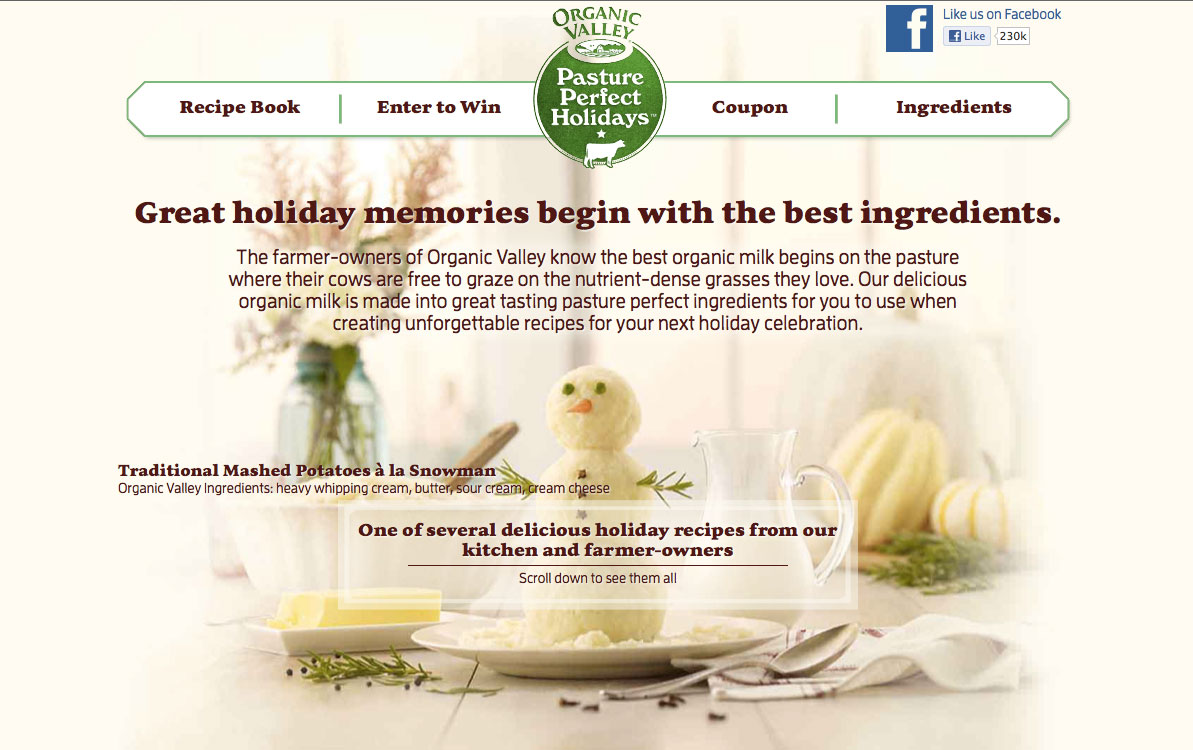 ORGANIC
VALLEY
Pasture
Perfect
Holidays™
Like us on Facebook
f Like 230k
Recipe Book
Enter to Win
Coupon
Ingredients
Great holiday memories begin with the best ingredients.
The farmer-owners of Organic Valley know the best organic milk begins on the pasture
where their cows are free to graze on the nutrient-dense grasses they love. Our delicious
organic milk is made into great tasting pasture perfect ingredients for you to use when
creating unforgettable recipes for your next holiday celebration.
Traditional Mashed Potatoes à la Snowman
Organic Valley Ingredients: heavy whipping cream, butter, sour cream, cream cheese
One of several delicious holiday recipes from our
kitchen and farmer-owners
Scroll down to see them all